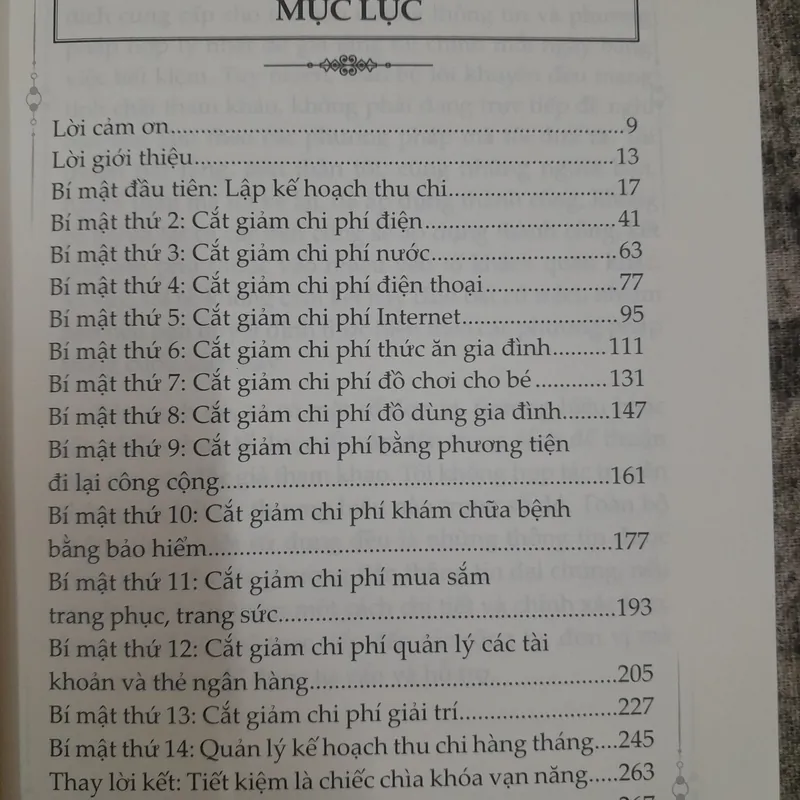 MỤC LỤC
Lời cảm ơn.......................................................................9
Lời giới thiệu.................................................................13
Bí mật đầu tiên: Lập kế hoạch thu chi...........................17
Bí mật thứ 2: Cắt giảm chi phí điện...............................41
Bí mật thứ 3: Cắt giảm chi phí nước..............................63
Bí mật thứ 4: Cắt giảm chi phí điện thoại......................77
Bí mật thứ 5: Cắt giảm chi phí Internet..........................95
Bí mật thứ 6: Cắt giảm chi phí thức ăn gia đình.........111
Bí mật thứ 7: Cắt giảm chi phí đồ chơi cho bé............131
Bí mật thứ 8: Cắt giảm chi phí đồ dùng gia đình.......147
Bí mật thứ 9: Cắt giảm chi phí bằng phương tiện
đi lại công cộng..............................................................161
Bí mật thứ 10: Cắt giảm chi phí khám chữa bệnh
bằng bảo hiểm................................................................177
Bí mật thứ 11: Cắt giảm chi phí mua sắm
trang phục, trang sức.....................................................193
Bí mật thứ 12: Cắt giảm chi phí quản lý các tài
khoản và thẻ ngân hàng................................................205
Bí mật thứ 13: Cắt giảm chi phí giải trí.........................227
Bí mật thứ 14: Quản lý kế hoạch thu chi hàng tháng....245
Thay lời kết: Tiết kiệm là chiếc chìa khóa vạn năng.....263